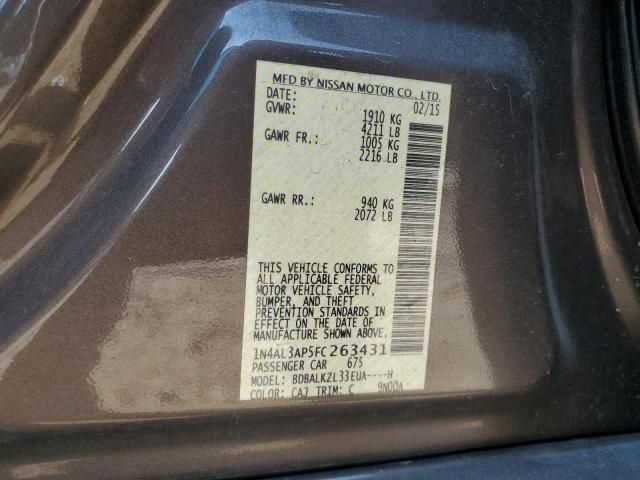 MFD BY NISSAN MOTOR CO., LTD.
DATE: 02/15
GVWR: 1910 KG
4211 LB
GAWR FR.: 1005 KG
2216 LB
GAWR RR.: 940 KG
2072 LB
THIS VEHICLE CONFORMS TO
ALL APPLICABLE FEDERAL
MOTOR VEHICLE SAFETY,
BUMPER, AND THEFT
PREVENTION STANDARDS
IN EFFECT ON THE DATE OF
MANUFACTURE SHOWN ABOVE.
1N4AL3AP5FC263431
PASSENGER CAR 675
MODEL: BDBALKZL33EUA----H
COLOR: CAJ TRIM: C 9N00A